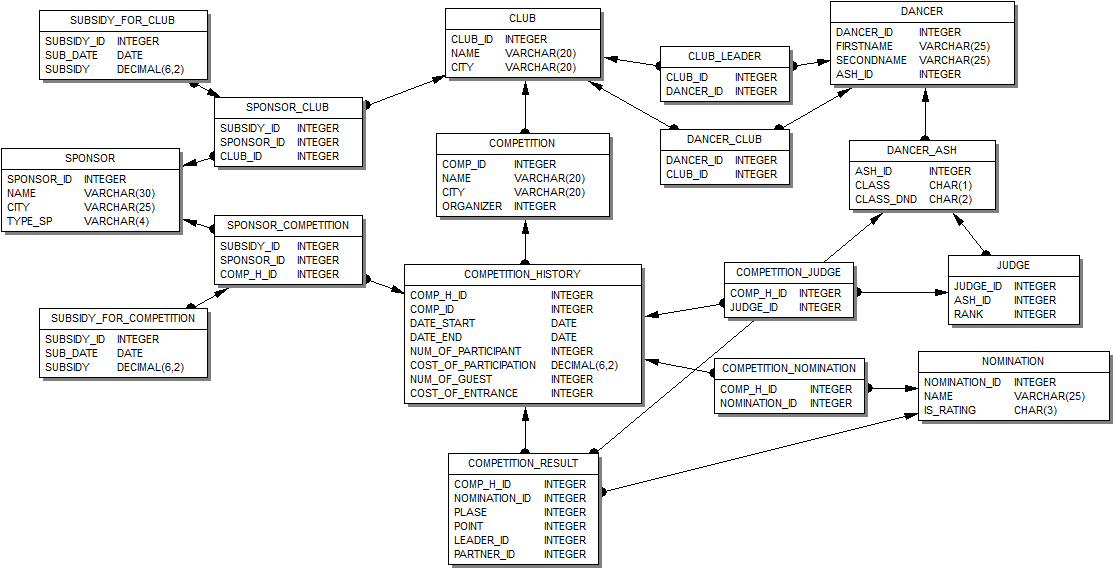 SUBSIDY_FOR_CLUB
SUBSIDY_ID INTEGER
SUB_DATE DATE
SUBSIDY DECIMAL(6,2)
CLUB
CLUB_ID INTEGER
NAME VARCHAR(20)
CITY VARCHAR(20)
DANCER
DANCER_ID INTEGER
FIRSTNAME VARCHAR(25)
SECONDNAME VARCHAR(25)
ASH_ID INTEGER
CLUB_LEADER
CLUB_ID INTEGER
DANCER_ID INTEGER
SPONSOR_CLUB
SUBSIDY_ID INTEGER
SPONSOR_ID INTEGER
CLUB_ID INTEGER
DANCER_CLUB
DANCER_ID INTEGER
CLUB_ID INTEGER
COMPETITION
COMP_ID INTEGER
NAME VARCHAR(20)
CITY VARCHAR(20)
ORGANIZER INTEGER
DANCER_ASH
ASH_ID INTEGER
CLASS CHAR(1)
CLASS_DND CHAR(2)
SPONSOR
SPONSOR_ID INTEGER
NAME VARCHAR(30)
CITY VARCHAR(25)
TYPE_SP VARCHAR(4)
SPONSOR_COMPETITION
SUBSIDY_ID INTEGER
SPONSOR_ID INTEGER
COMP_H_ID INTEGER
COMPETITION_HISTORY
COMP_H_ID INTEGER
COMP_ID INTEGER
DATE_START DATE
DATE_END DATE
NUM_OF_PARTICIPANT INTEGER
COST_OF_PARTICIPATION DECIMAL(6,2)
NUM_OF_GUEST INTEGER
COST_OF_ENTRANCE INTEGER
COMPETITION_JUDGE
COMP_H_ID INTEGER
JUDGE_ID INTEGER
JUDGE
JUDGE_ID INTEGER
ASH_ID INTEGER
RANK INTEGER
SUBSIDY_FOR_COMPETITION
SUBSIDY_ID INTEGER
SUB_DATE DATE
SUBSIDY DECIMAL(6,2)
COMPETITION_NOMINATION
COMP_H_ID INTEGER
NOMINATION_ID INTEGER
NOMINATION
NOMINATION_ID INTEGER
NAME VARCHAR(25)
IS_RATING CHAR(3)
COMPETITION_RESULT
COMP_H_ID INTEGER
NOMINATION_ID INTEGER
PLASE INTEGER
POINT INTEGER
LEADER_ID INTEGER
PARTNER_ID INTEGER